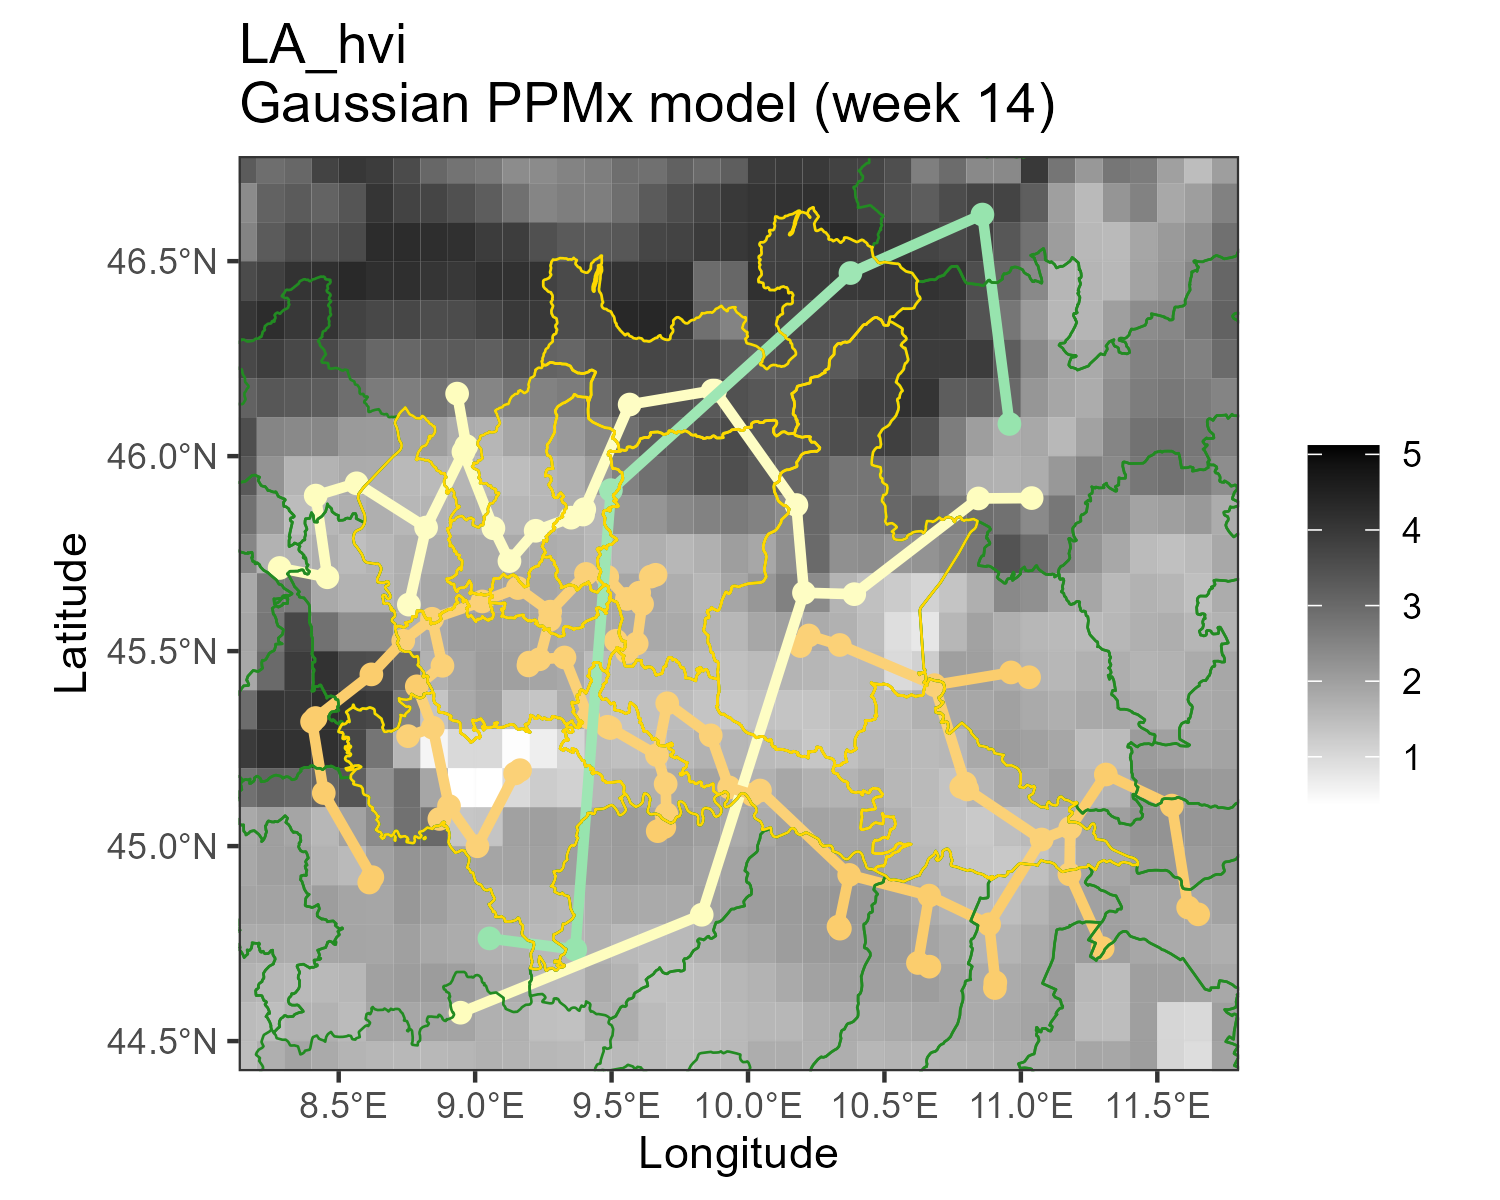 LA_hvi
Gaussian PPMx model (week 14)
46.5°N
46.0°N
45.5°N
45.0°N
44.5°N
Latitude
8.5°E 9.0°E 9.5°E 10.0°E 10.5°E 11.0°E 11.5°E
Longitude
5
4
3
2
1